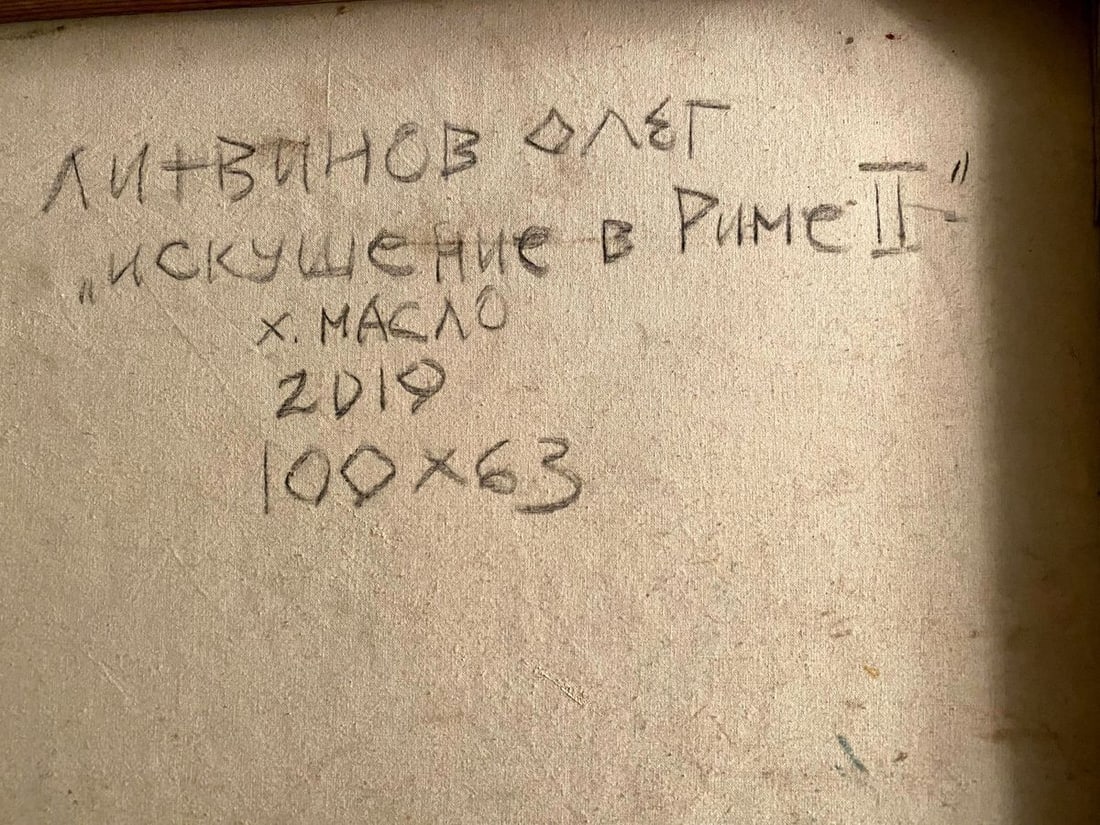 ЛИТВИНОВ ОЛЕГ
„искушение в Риме II"
х. МАСЛО
2019
100×63